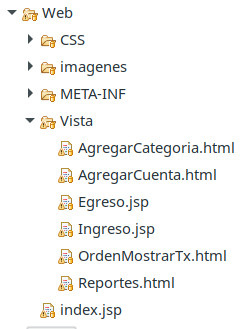 Web
CSS
imagenes
META-INF
Vista
AgregarCategoria.html
AgregarCuenta.html
Egreso.jsp
Ingreso.jsp
OrdenMostrarTx.html
Reportes.html
index.jsp